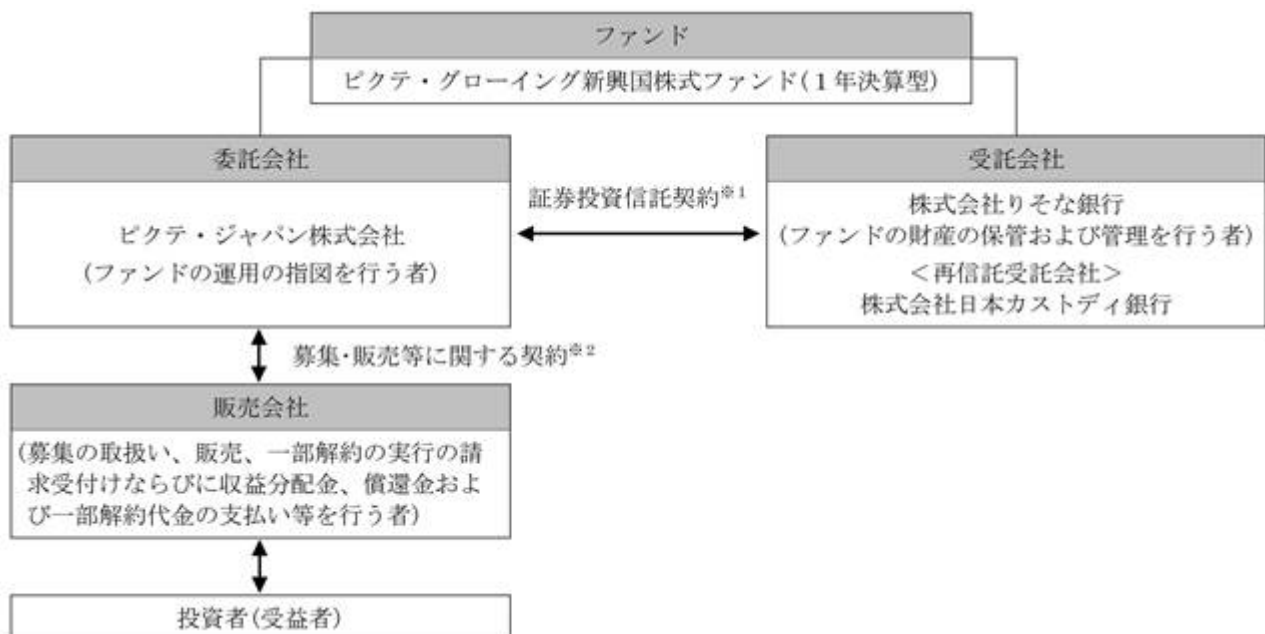 ファンド
ピクテ・グローイング新興国株式ファンド(１年決算型)
委託会社
ピクテ・ジャパン株式会社
(ファンドの運用の指図を行う者)
証券投資信託契約※1
受託会社
株式会社りそな銀行
(ファンドの財産の保管および管理を行う者)
＜再信託受託会社＞
株式会社日本カストディ銀行
募集･販売等に関する契約※2
販売会社
(募集の取扱い、販売、一部解約の実行の請
求受付けならびに収益分配金、償還金およ
び一部解約代金の支払い等を行う者)
投資者(受益者)